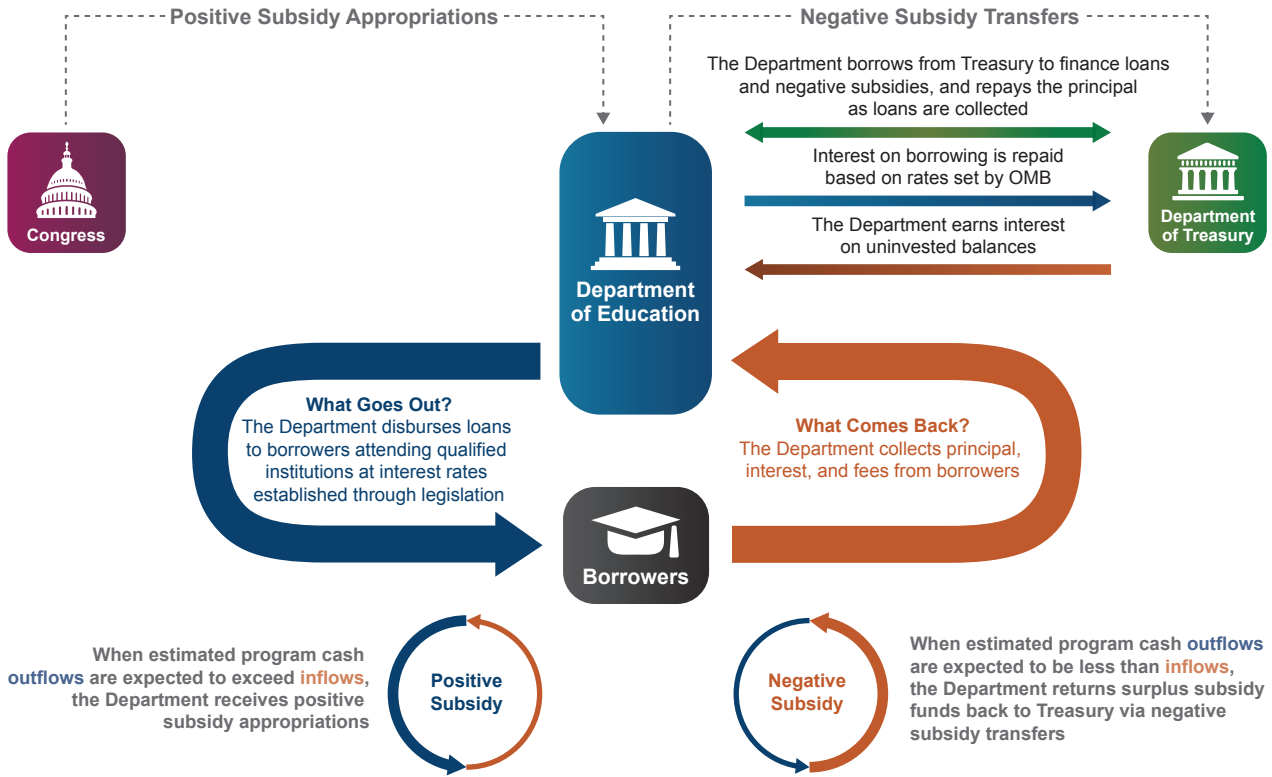 Positive Subsidy Appropriations
Negative Subsidy Transfers
The Department borrows from Treasury to finance loans
and negative subsidies, and repays the principal
as loans are collected
Interest on borrowing is repaid
based on rates set by OMB
The Department earns interest
on uninvested balances
Congress
Department
of Education
Department
of Treasury
What Goes Out?
The Department disburses loans
to borrowers attending qualified
institutions at interest rates
established through legislation
What Comes Back?
The Department collects principal,
interest, and fees from borrowers
Borrowers
When estimated program cash
outflows are expected to exceed inflows,
the Department receives positive
subsidy appropriations
Positive
Subsidy
Negative
Subsidy
When estimated program cash outflows
are expected to be less than inflows,
the Department returns surplus subsidy
funds back to Treasury via negative
subsidy transfers